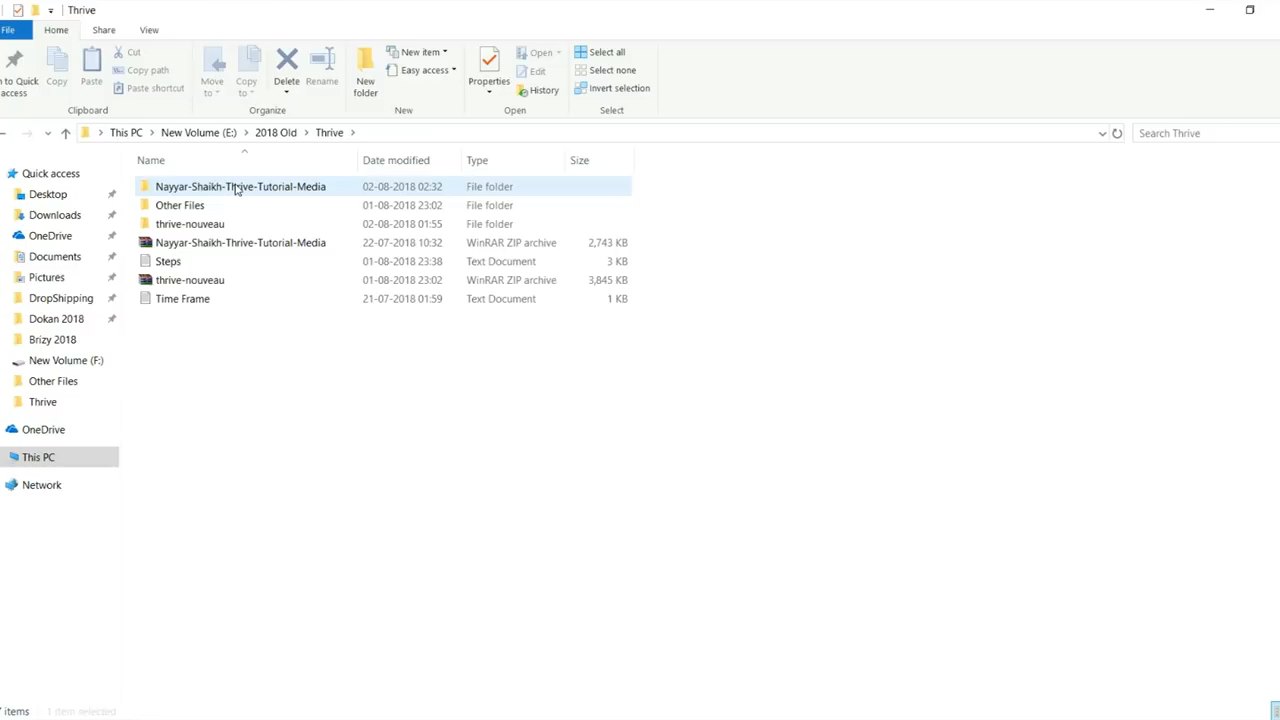 Thrive
File Home Share View
Cut
Copy path
Paste shortcut
to Quick access
Copy
Paste
Clipboard
Move to
Copy to
Delete
Rename
Organize
New folder
New item
Easy access
New
Properties
Open
Edit
History
Open
Select all
Select none
Invert selection
Select
This PC New Volume (E:) 2018 Old Thrive
Search Thrive
Name Date modified Type Size
Nayyar-Shaikh-Thrive-Tutorial-Media 02-08-2018 02:32 File folder
Other Files 01-08-2018 23:02 File folder
thrive-nouveau 02-08-2018 01:55 File folder
Nayyar-Shaikh-Thrive-Tutorial-Media 22-07-2018 10:32 WinRAR ZIP archive 2,743 KB
Steps 01-08-2018 23:38 Text Document 3 KB
thrive-nouveau 01-08-2018 23:02 WinRAR ZIP archive 3,845 KB
Time Frame 21-07-2018 01:59 Text Document 1 KB
Quick access
Desktop
Downloads
OneDrive
Documents
Pictures
DropShipping
Dokan 2018
Brizy 2018
New Volume (F:)
Other Files
Thrive
OneDrive
This PC
Network
items 1 item selected